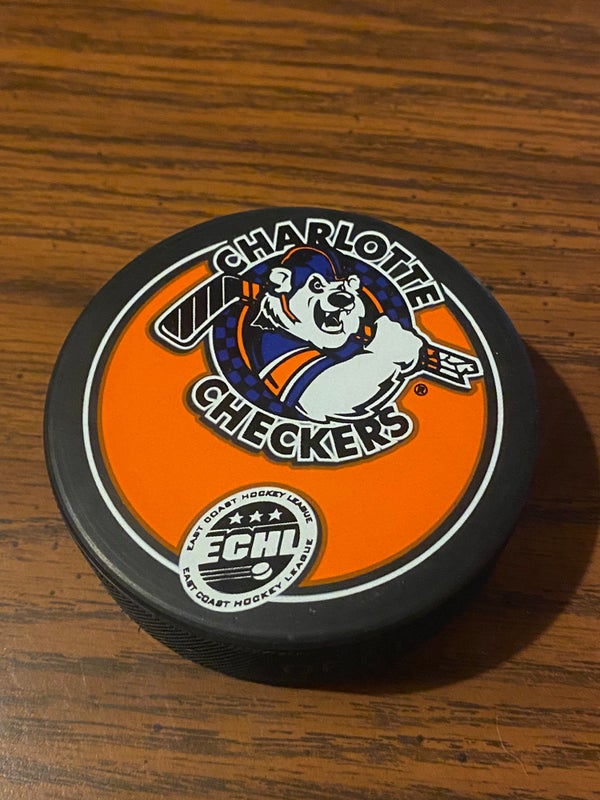 CHARLOTTE
CHECKERS
®
EAST COAST HOCKEY LEAGUE
ECHL
EAST COAST HOCKEY LEAGUE